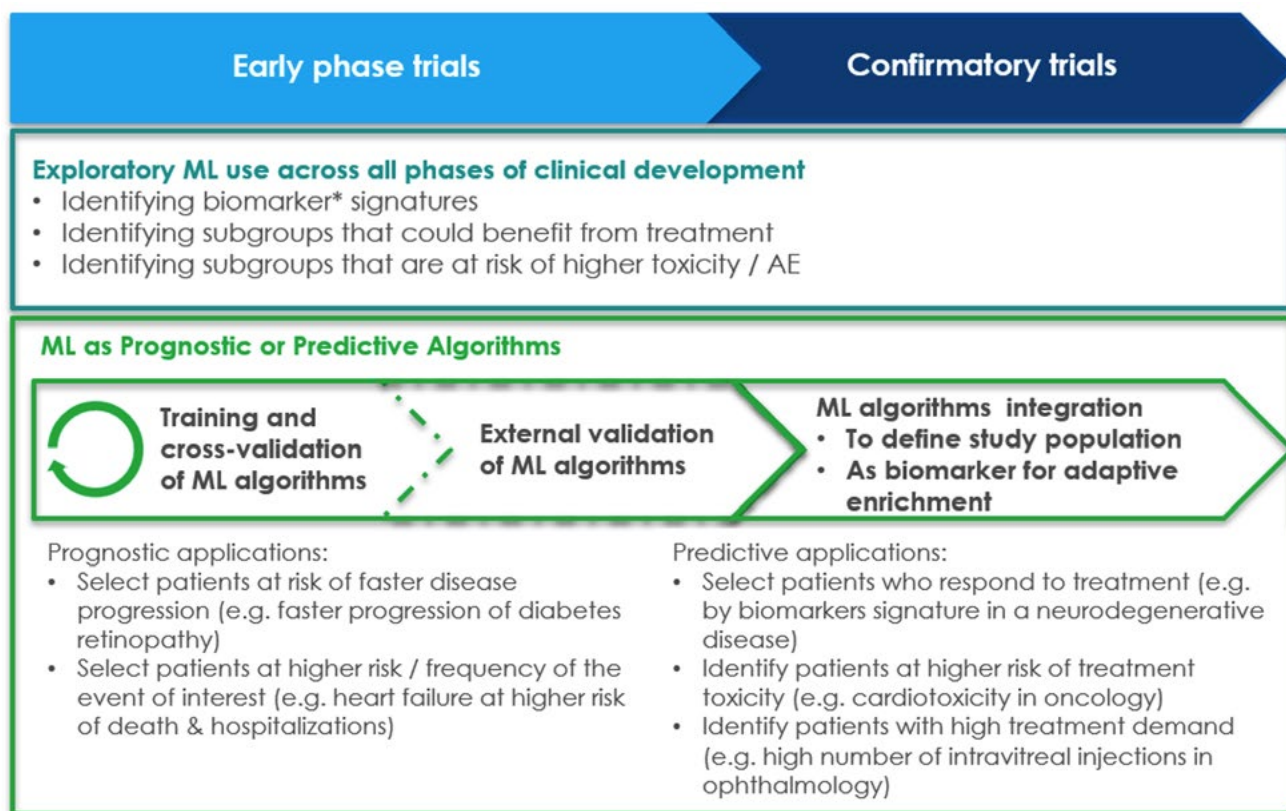 Early phase trials
Confirmatory trials
Exploratory ML use across all phases of clinical development
• Identifying biomarker* signatures
• Identifying subgroups that could benefit from treatment
• Identifying subgroups that are at risk of higher toxicity / AE
ML as Prognostic or Predictive Algorithms
Training and
cross-validation
of ML algorithms
External validation
of ML algorithms
ML algorithms integration
• To define study population
• As biomarker for adaptive
enrichment
Prognostic applications:
• Select patients at risk of faster disease
progression (e.g. faster progression of diabetes
retinopathy)
• Select patients at higher risk / frequency of the
event of interest (e.g. heart failure at higher risk
of death & hospitalizations)
Predictive applications:
• Select patients who respond to treatment (e.g.
by biomarkers signature in a neurodegenerative
disease)
• Identify patients at higher risk of treatment
toxicity (e.g. cardiotoxicity in oncology)
• Identify patients with high treatment demand
(e.g. high number of intravitreal injections in
ophthalmology)